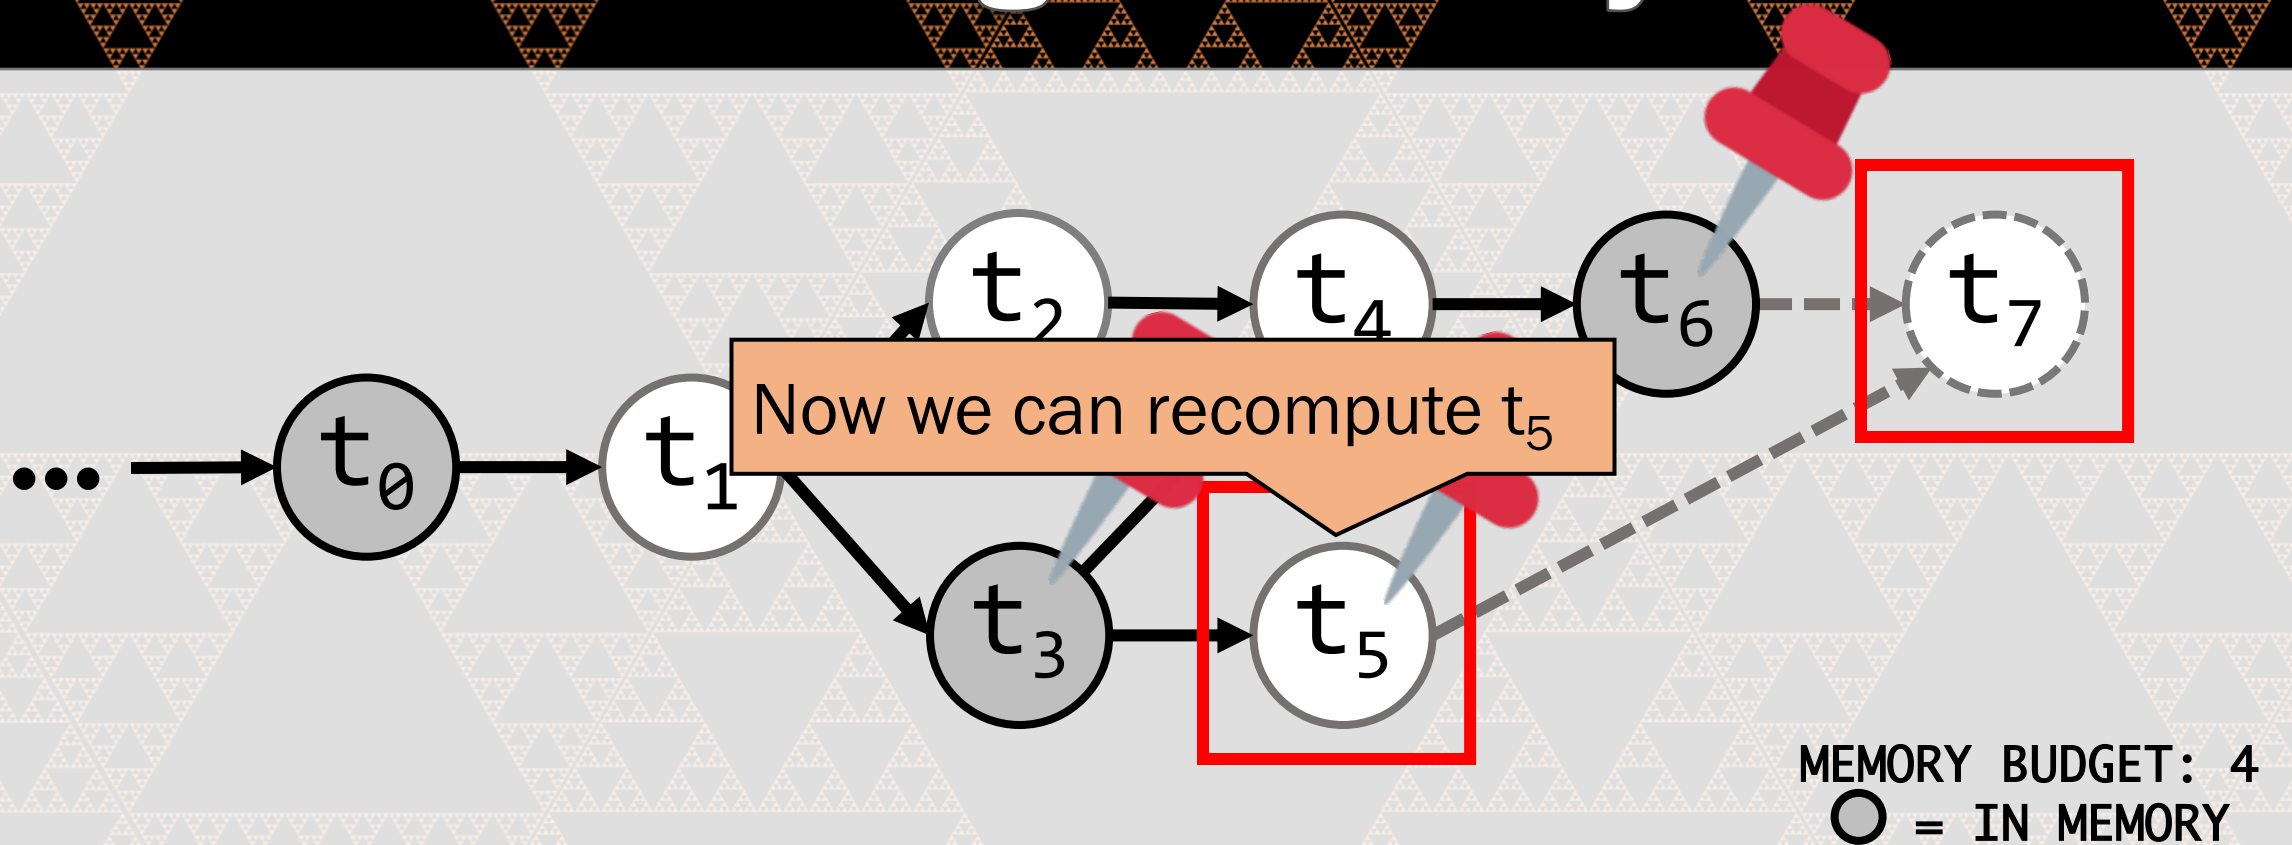 t2 t4 t6 t7
Now we can recompute t5
... t0 t1
t3 t5
MEMORY BUDGET: 4
= IN MEMORY